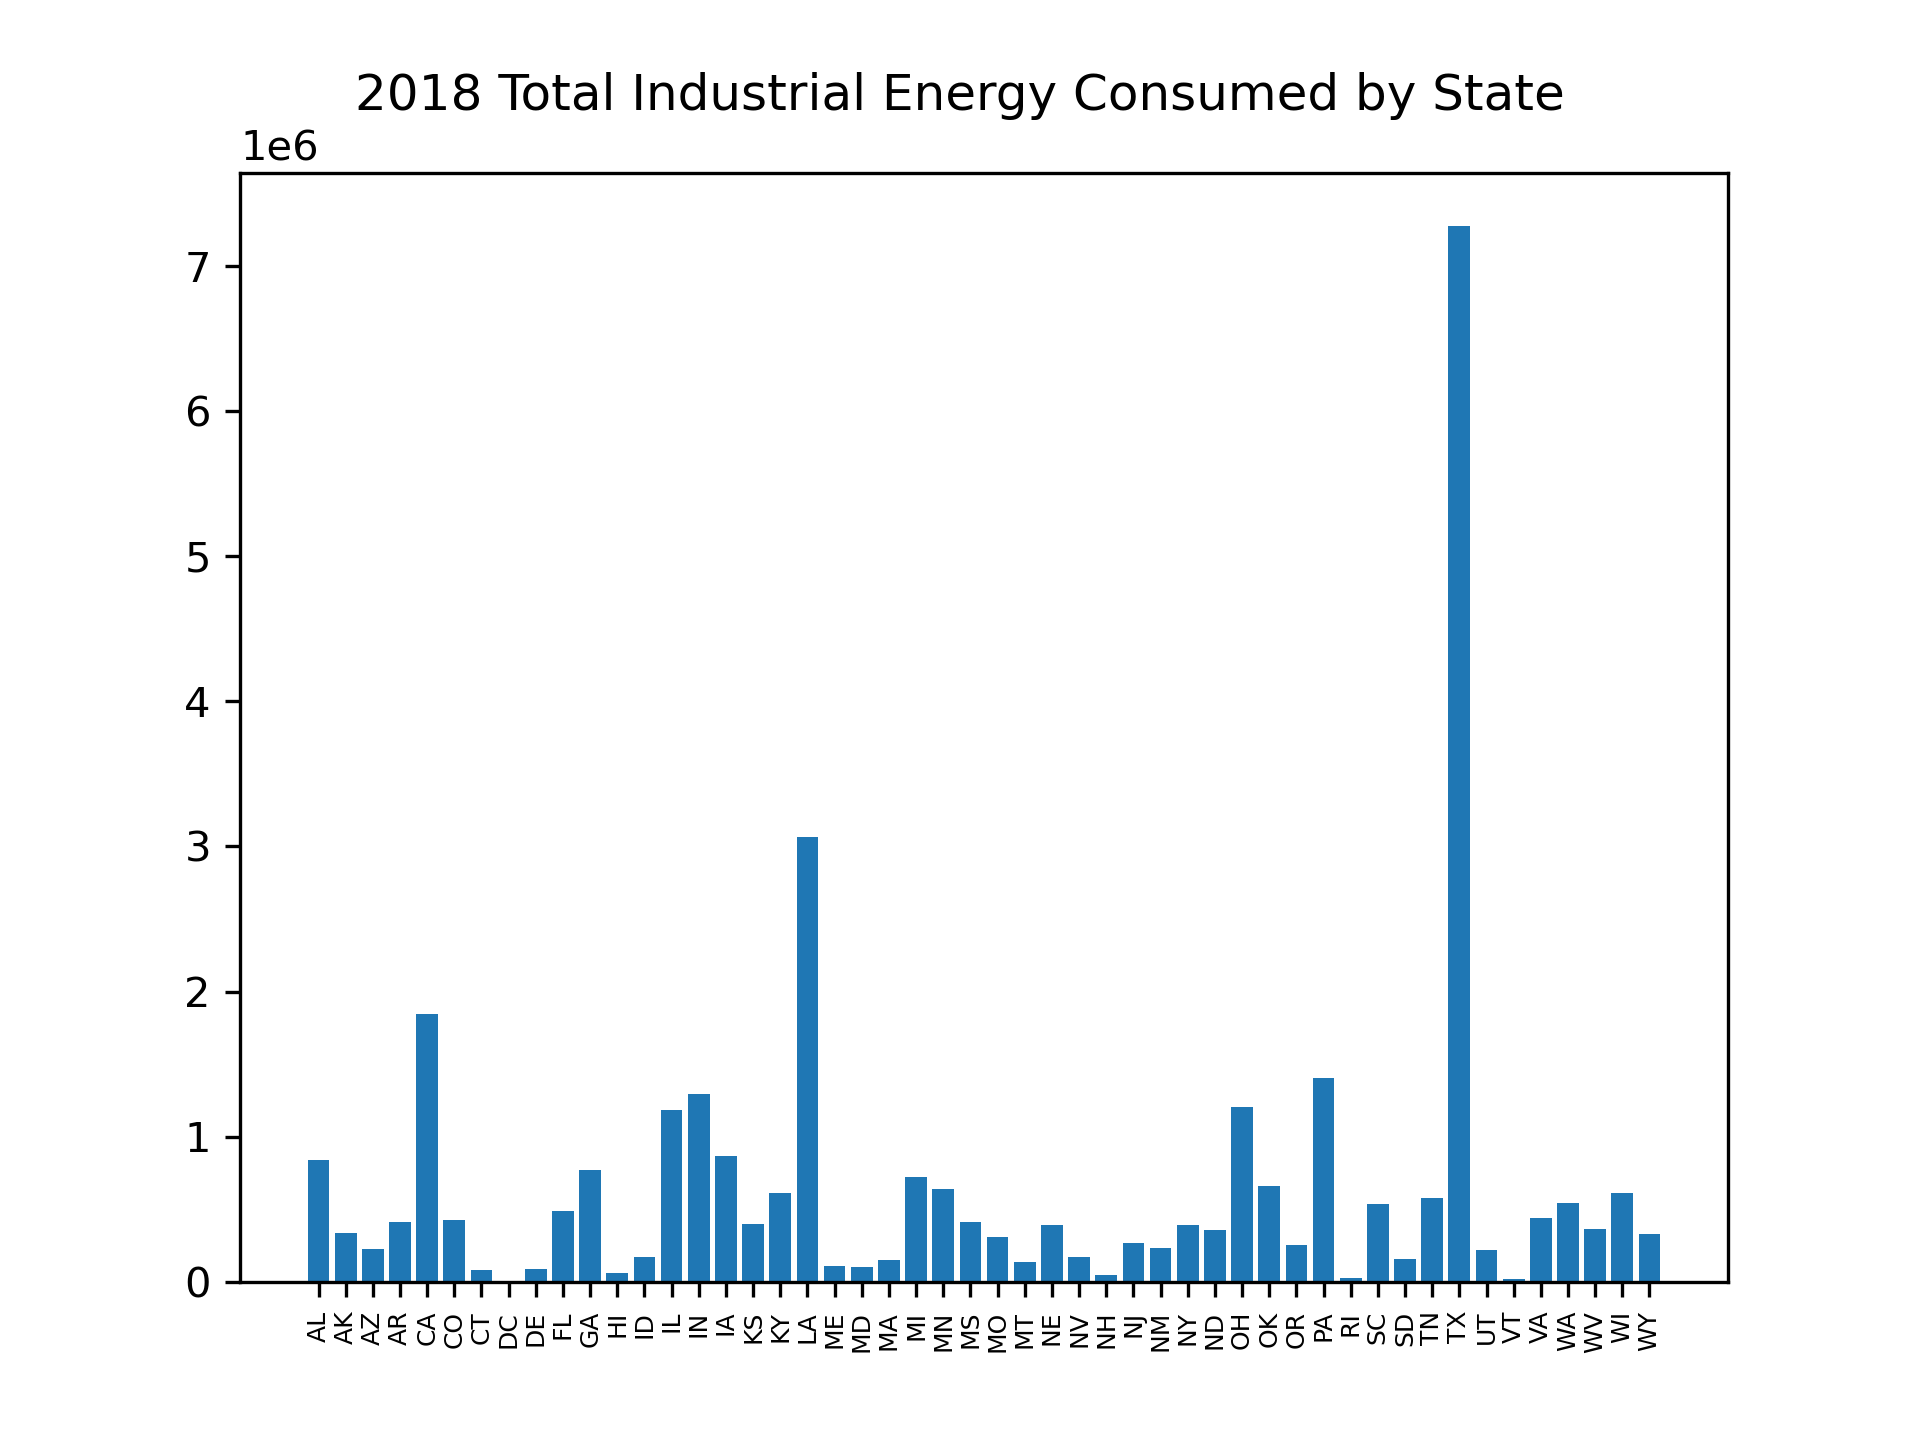 2018 Total Industrial Energy Consumed by State
1e6
7
6
5
4
3
2
1
0
AL AK AZ AR CA CO CT DC DE FL GA HI ID IL IN IA KS KY LA ME MD MA MI MN MS MO MT NE NV NH NJ NM NY ND OH OK OR PA RI SC SD TN TX UT VT VA WA WV WI WY